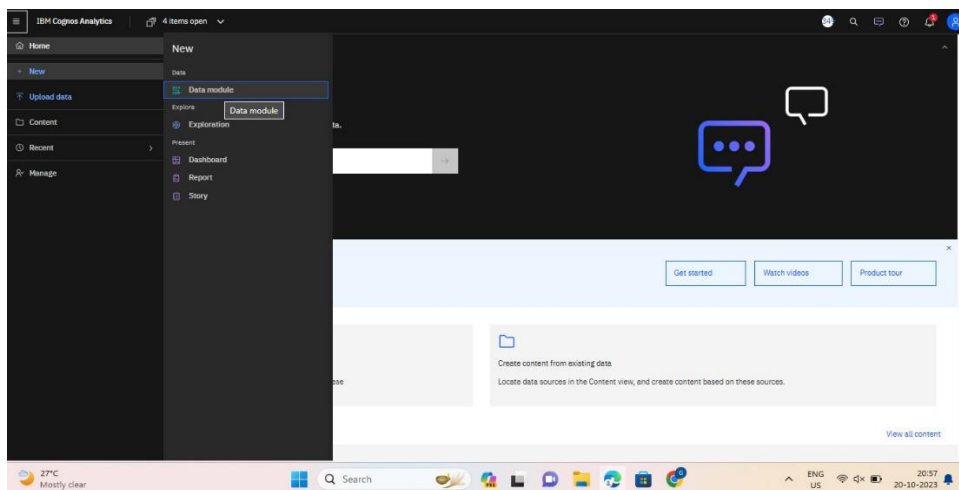 IBM Cognos Analytics
4 items open
Home
New
Upload data
Content
Recent
Manage
New
Data
Data module
Data module
Explore
Exploration
Present
Dashboard
Report
Story
ta.
Get started
Watch videos
Product tour
ase
Create content from existing data
Locate data sources in the Content view, and create content based on these sources.
View all content
27°C
Mostly clear
Search
ENG
US
20:57
20-10-2023